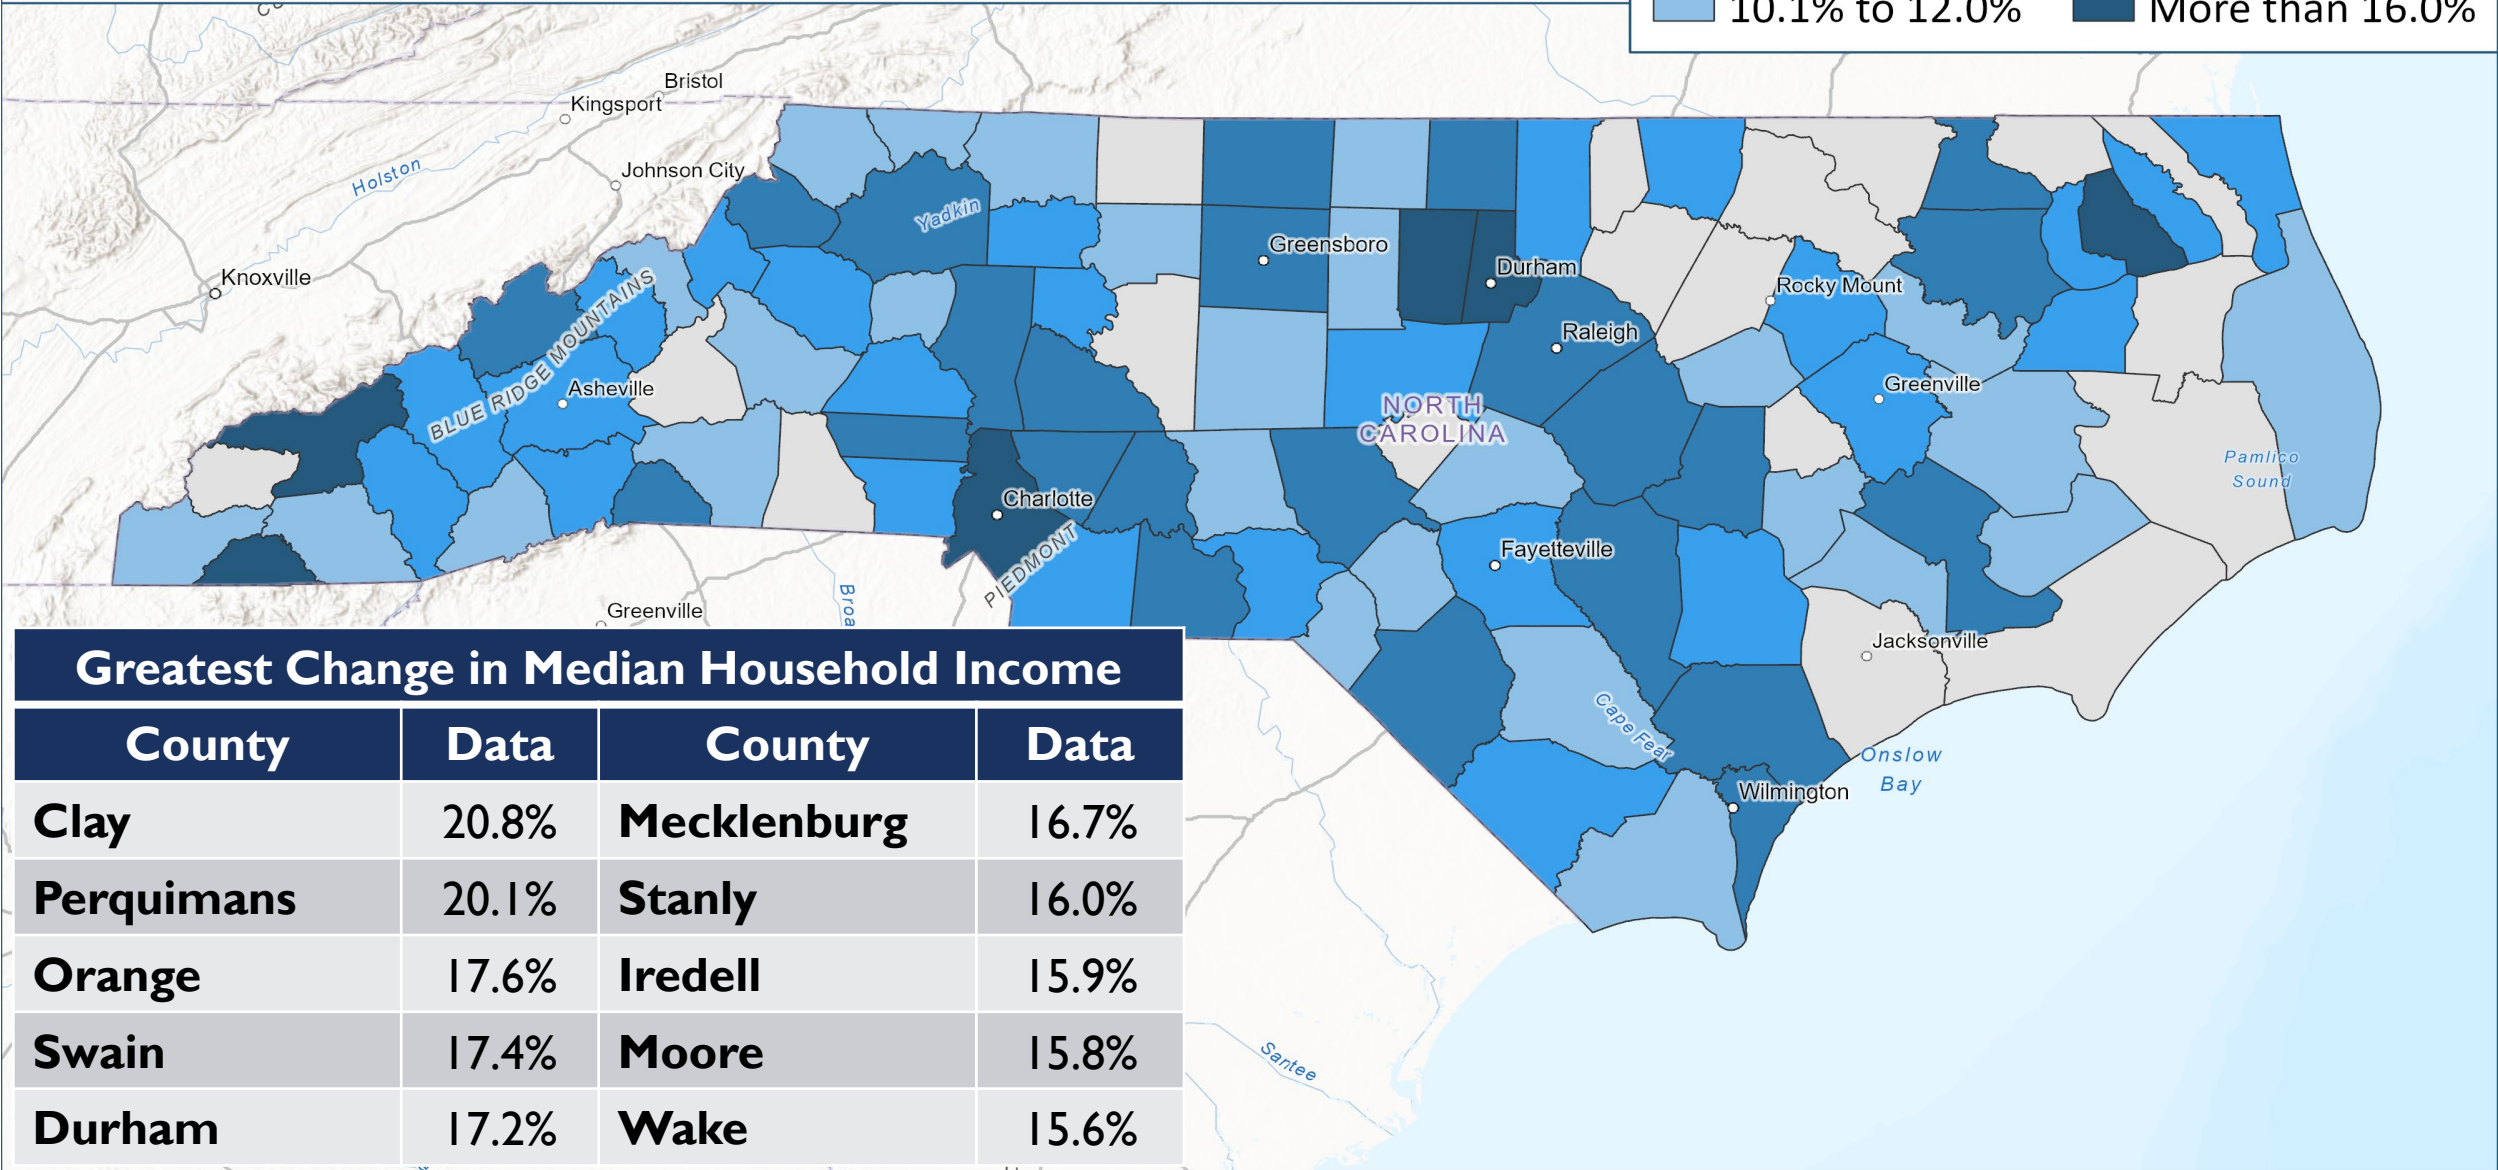 10.1% to 12.0% More than 16.0%
Bristol
Kingsport
Johnson City
Holston
Yadkin
Greensboro
Durham
Knoxville
Rocky Mount
BLUE RIDGE MOUNTAINS
Raleigh
Asheville
Greenville
NORTH
CAROLINA
Pamlico
Sound
Charlotte
PIEDMONT
Fayetteville
Broa
Greenville
Jacksonville
Cape Fear
Onslow
Bay
Wilmington
Santee
Greatest Change in Median Household Income
County Data County Data
Clay 20.8% Mecklenburg 16.7%
Perquimans 20.1% Stanly 16.0%
Orange 17.6% Iredell 15.9%
Swain 17.4% Moore 15.8%
Durham 17.2% Wake 15.6%